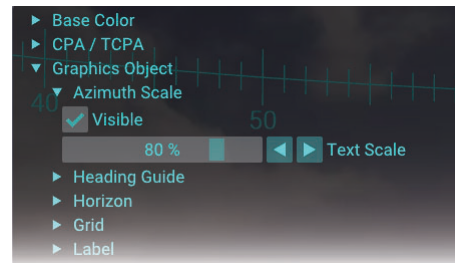 Base Color
CPA / TCPA
Graphics Object
Azimuth Scale
40
Visible
50
80 %
Text Scale
Heading Guide
Horizon
Grid
Label